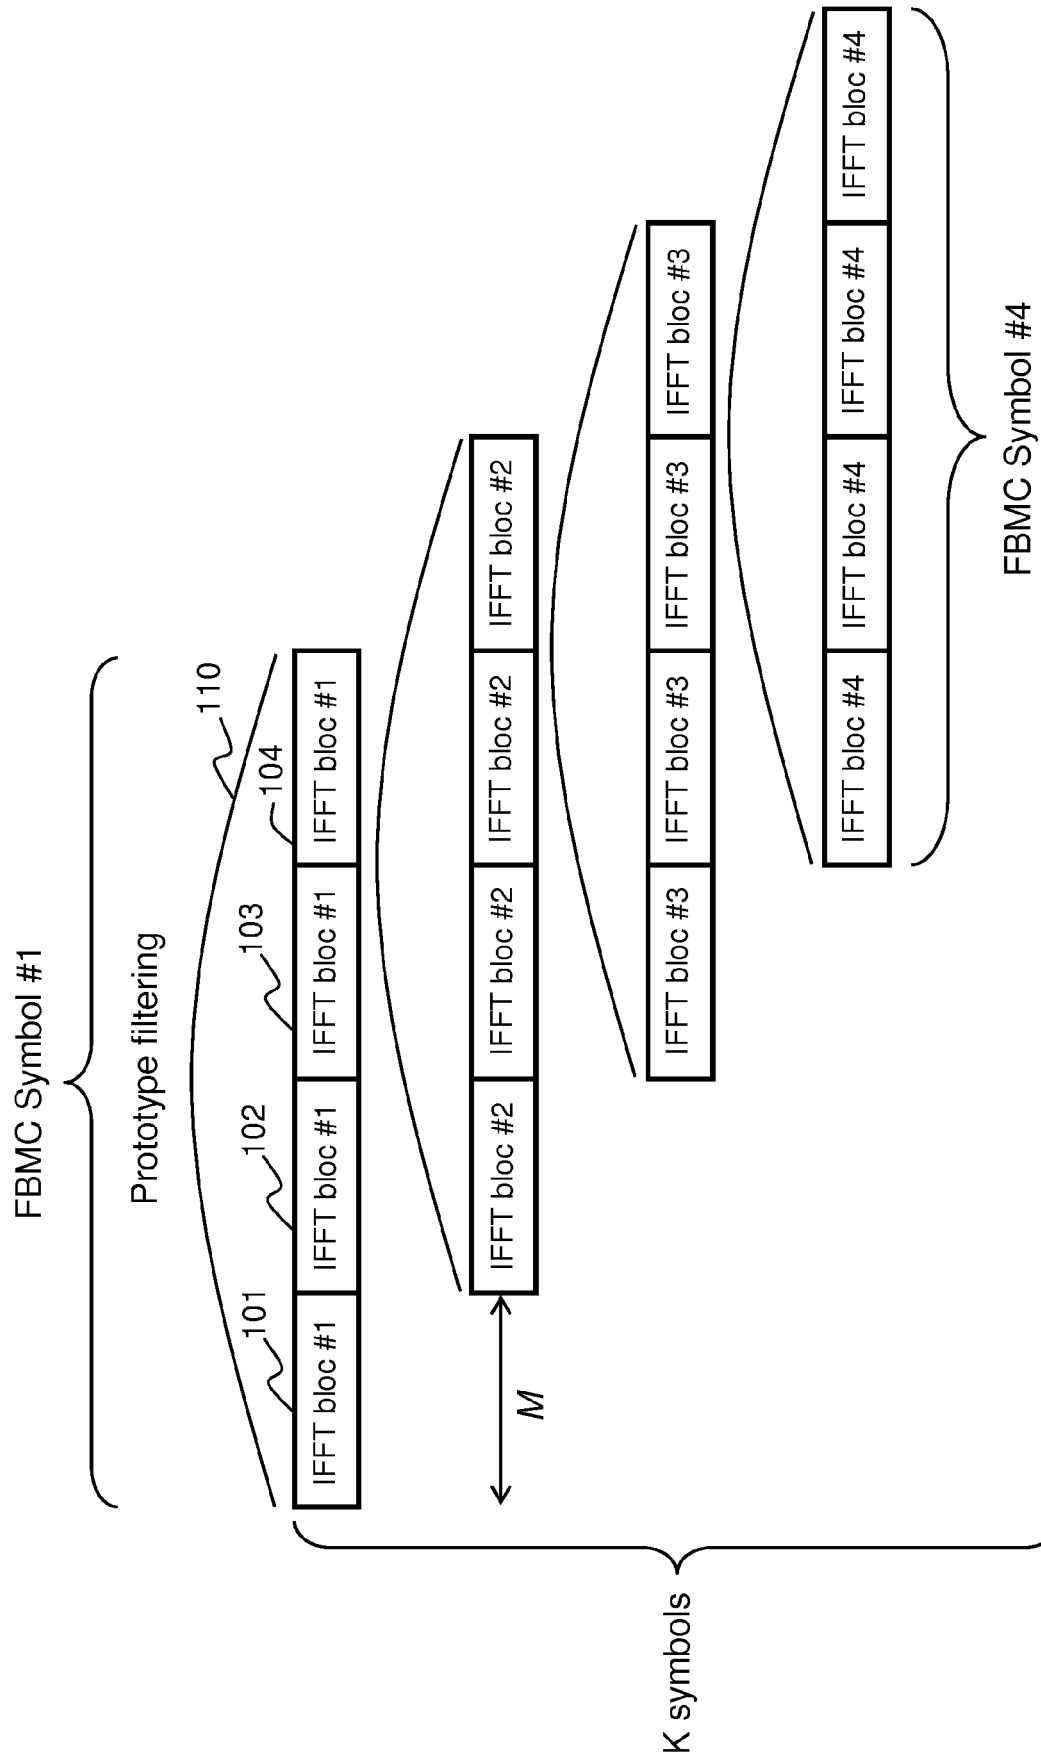 FBMC Symbol #1
Prototype filtering
110
101
102
103
104
IFFT bloc #1
IFFT bloc #1
IFFT bloc #1
IFFT bloc #1
M
IFFT bloc #2
IFFT bloc #2
IFFT bloc #2
IFFT bloc #2
K symbols
IFFT bloc #3
IFFT bloc #3
IFFT bloc #3
IFFT bloc #3
IFFT bloc #4
IFFT bloc #4
IFFT bloc #4
IFFT bloc #4
FBMC Symbol #4